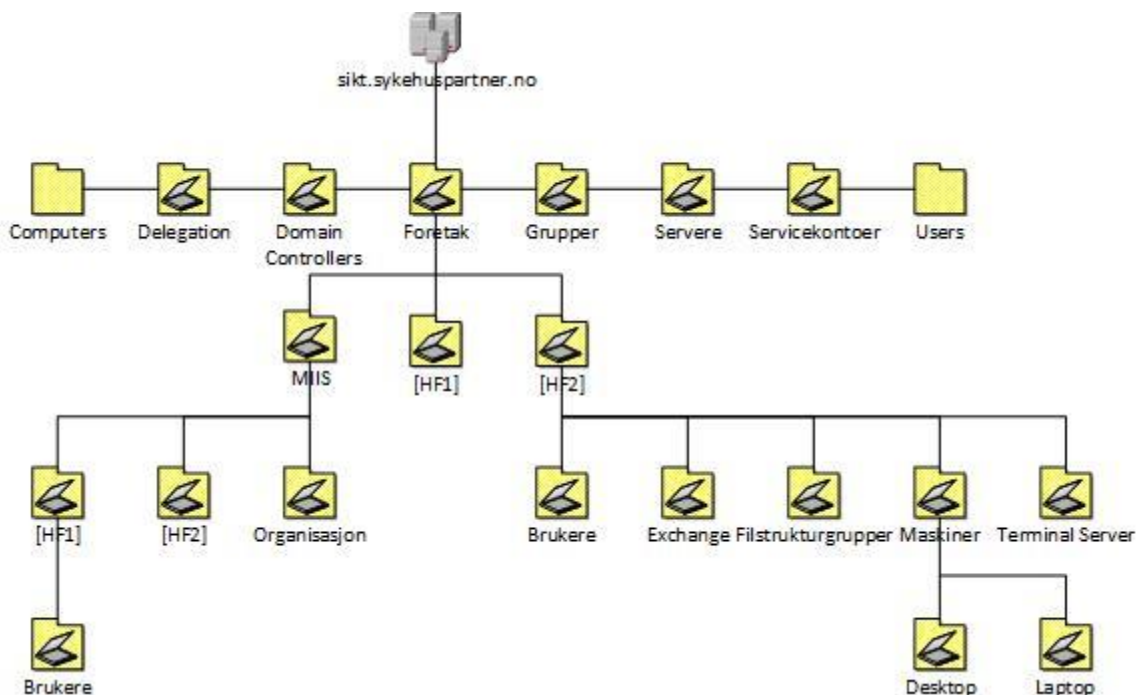 sikt.sykehuspartner.no
Computers
Delegation
Domain
Controllers
Foretak
Grupper
Servere
Servicekontoer
Users
MIIS
[HF1]
[HF2]
[HF1]
[HF2]
Organisasjon
Brukere
Exchange
Filstrukturgrupper
Maskiner
Terminal Server
Brukere
Desktop
Laptop